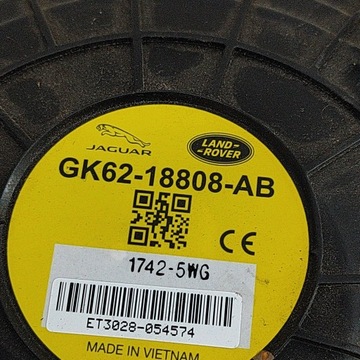 JAGUAR
LAND-
-ROVER
GK62-18808-AB
CE
1742-5WG
ET3028-054574
MADE IN VIETNAM